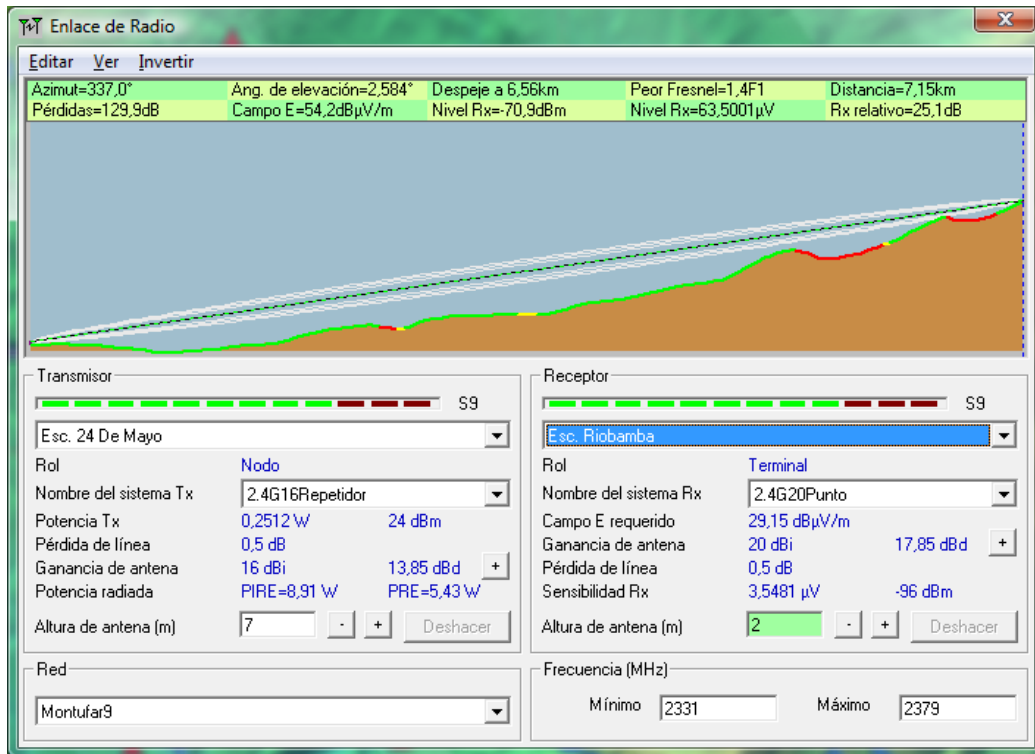 Enlace de Radio
Editar Ver Invertir
Azimut=337,0° Ang. de elevación=2,584° Despeje a 6,56km Peor Fresnel=1,4F1 Distancia=7,15km
Pérdidas=129,9dB Campo E=54,2dBµV/m Nivel Rx=-70,9dBm Nivel Rx=63,5001µV Rx relativo=25,1dB
Transmisor
S9
Esc. 24 De Mayo
Rol Nodo
Nombre del sistema Tx 2.4G16Repetidor
Potencia Tx 0,2512 W 24 dBm
Pérdida de línea 0,5 dB
Ganancia de antena 16 dBi 13,85 dBd +
Potencia radiada PIRE=8,91 W PRE=5,43 W
Altura de antena (m) 7 - + Deshacer
Red
Montufar9
Receptor
S9
Esc. Riobamba
Rol Terminal
Nombre del sistema Rx 2.4G20Punto
Campo E requerido 29,15 dBµV/m
Ganancia de antena 20 dBi 17,85 dBd +
Pérdida de línea 0,5 dB
Sensibilidad Rx 3,5481 µV -96 dBm
Altura de antena (m) 2 - + Deshacer
Frecuencia (MHz)
Mínimo 2331 Máximo 2379